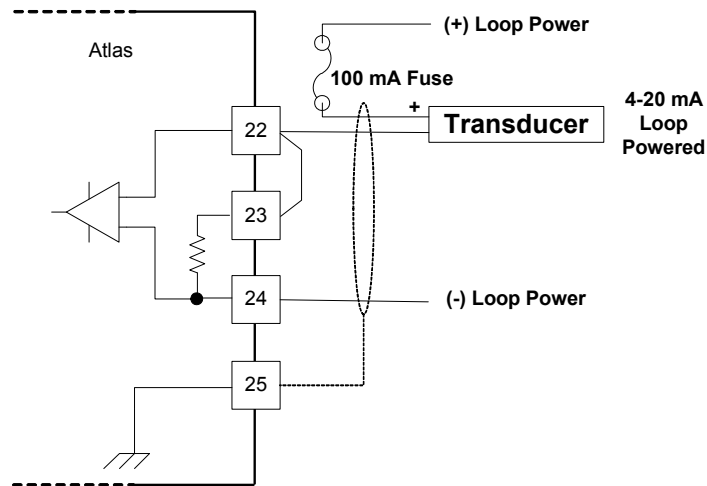 (+) Loop Power
Atlas
100 mA Fuse
+
Transducer
4-20 mA
Loop
Powered
22
23
24
(-) Loop Power
25